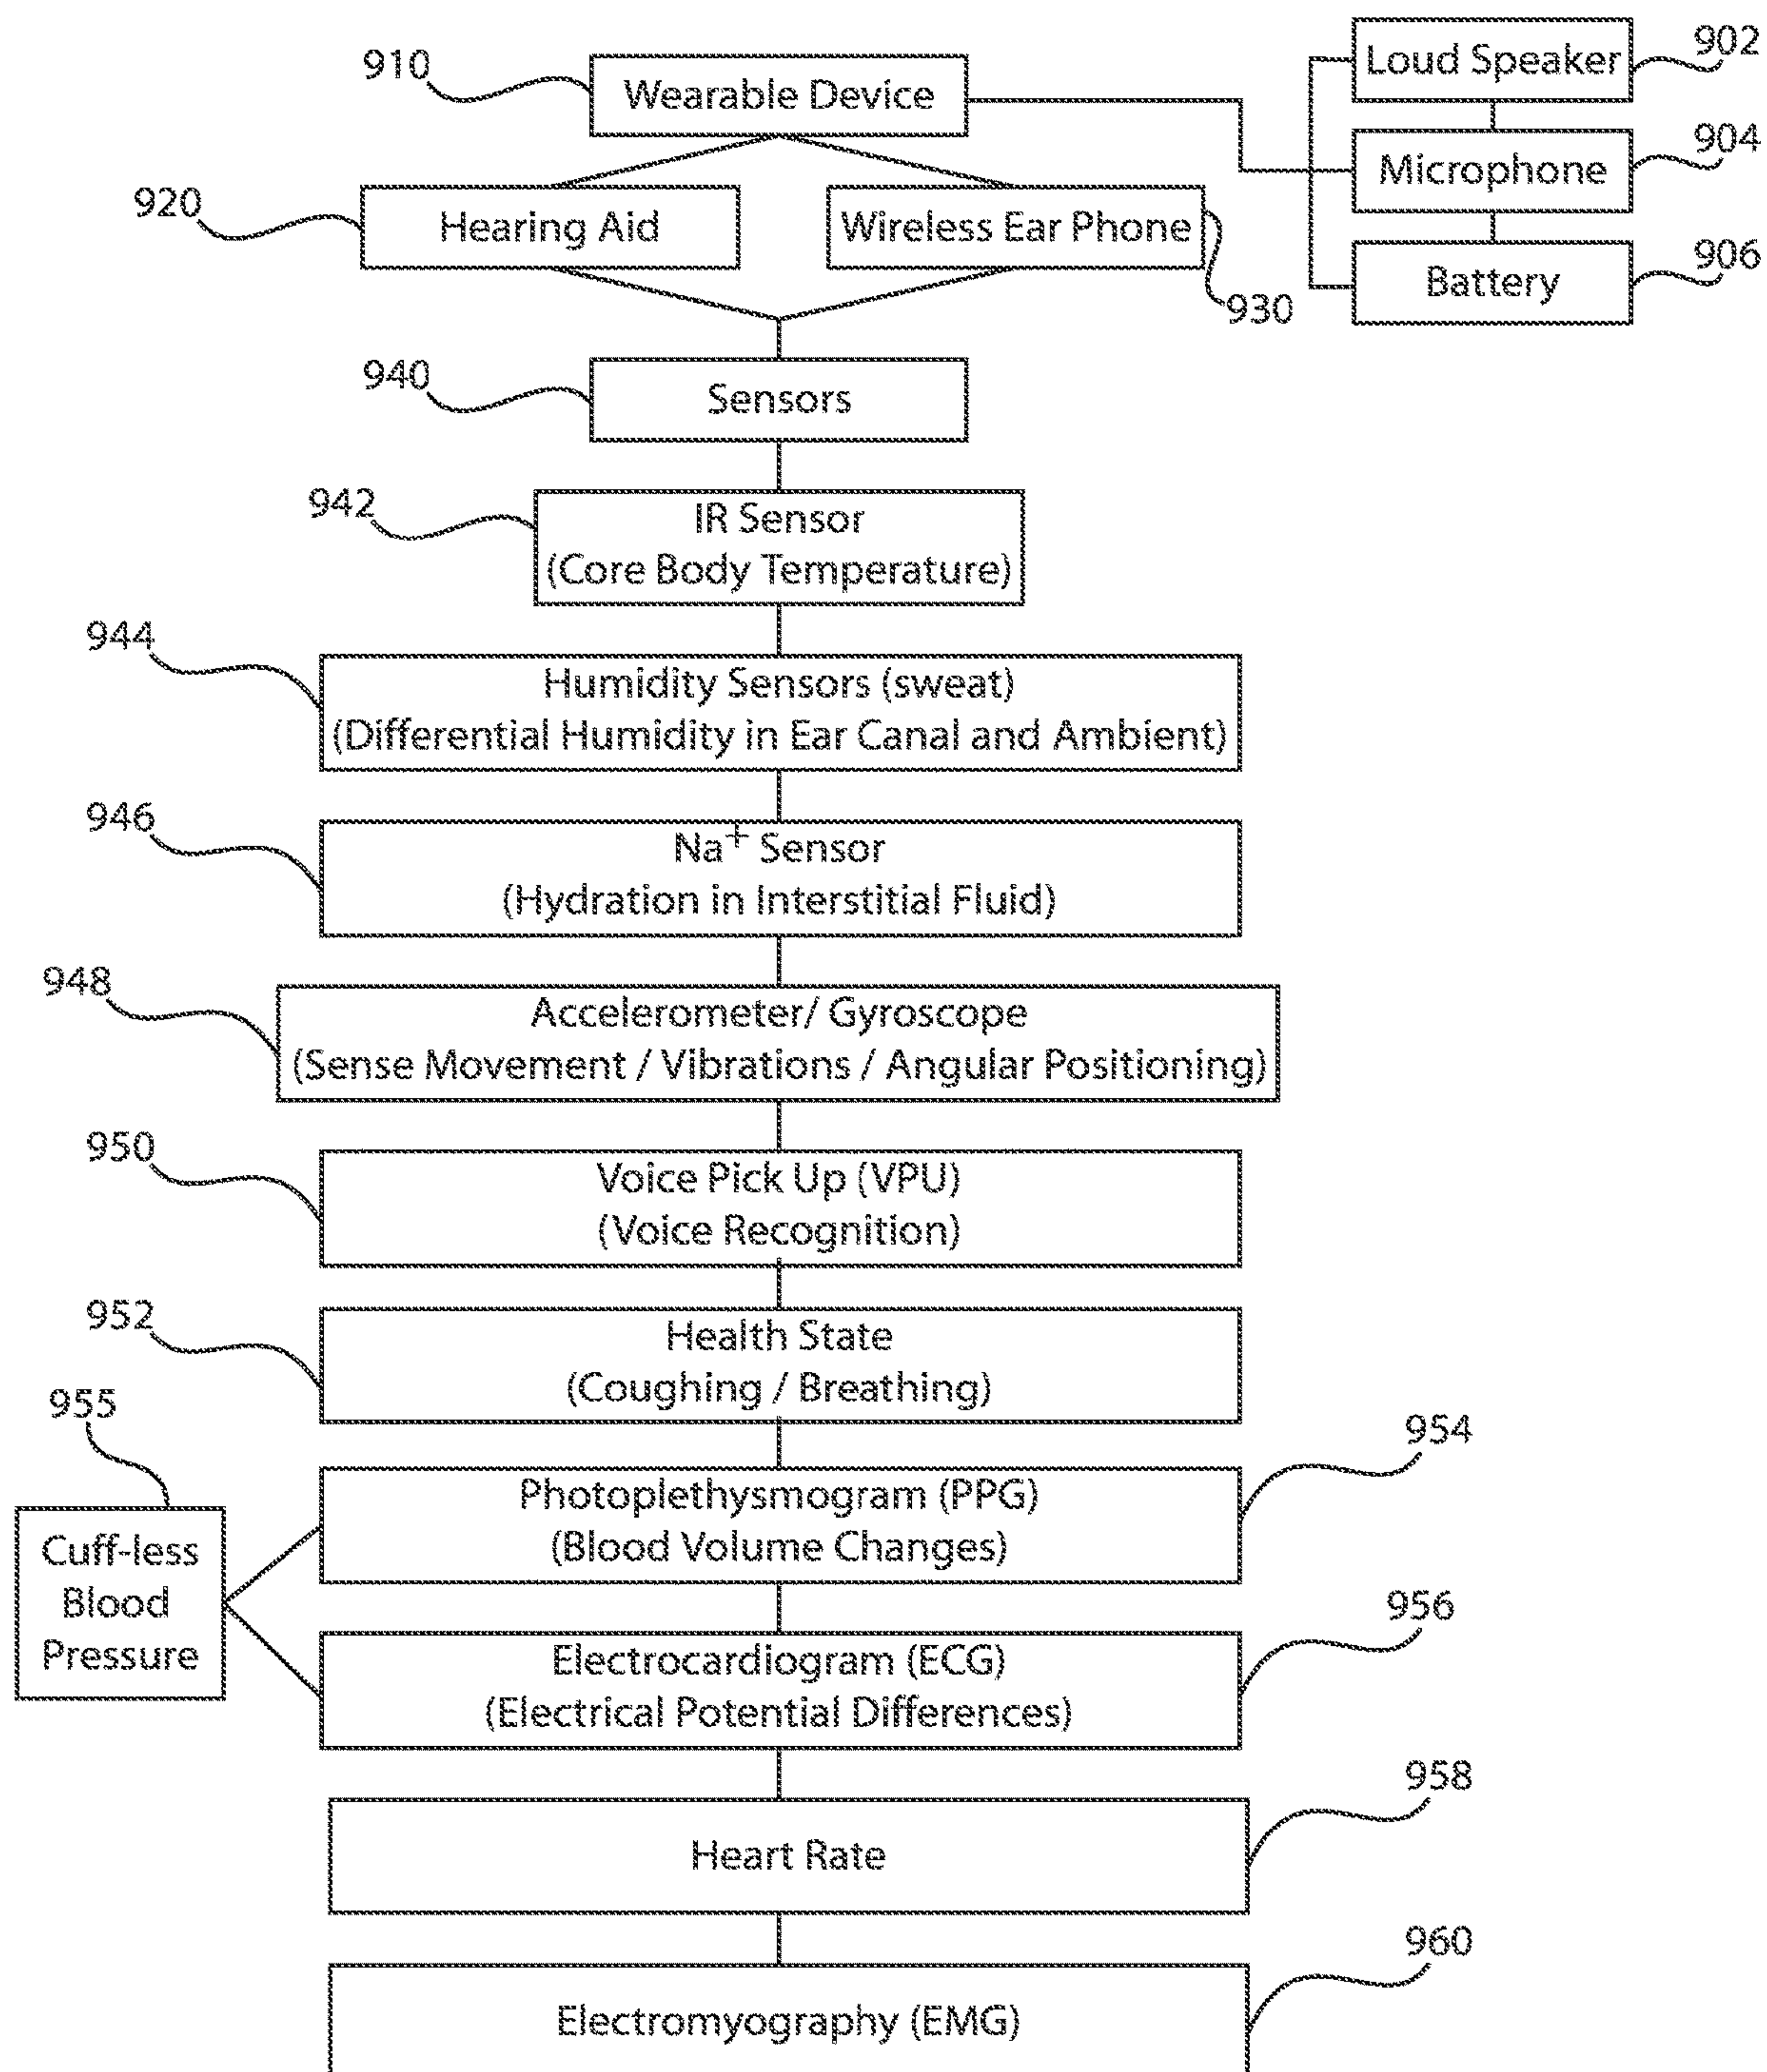 910
Wearable Device
Loud Speaker
902
Microphone
904
Battery
906
920
Hearing Aid
Wireless Ear Phone
930
940
Sensors
942
IR Sensor
(Core Body Temperature)
944
Humidity Sensors (sweat)
(Differential Humidity in Ear Canal and Ambient)
946
Na⁺ Sensor
(Hydration in Interstitial Fluid)
948
Accelerometer/ Gyroscope
(Sense Movement / Vibrations / Angular Positioning)
950
Voice Pick Up (VPU)
(Voice Recognition)
952
Health State
(Coughing / Breathing)
955
Cuff-less
Blood
Pressure
954
Photoplethysmogram (PPG)
(Blood Volume Changes)
956
Electrocardiogram (ECG)
(Electrical Potential Differences)
958
Heart Rate
960
Electromyography (EMG)